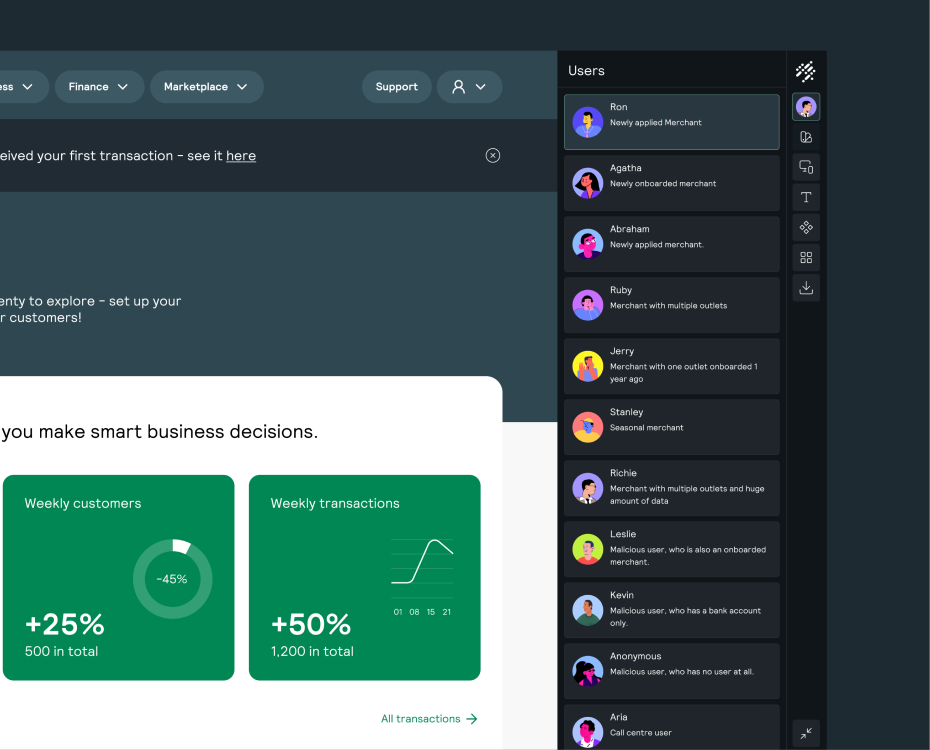 ess
Finance
Marketplace
Support
eived your first transaction – see it here
enty to explore – set up your
r customers!
you make smart business decisions.
Weekly customers
-45%
+25%
500 in total
Weekly transactions
01 08 15 21
+50%
1,200 in total
All transactions
Users
Ron
Newly applied Merchant
Agatha
Newly onboarded merchant
Abraham
Newly applied merchant.
Ruby
Merchant with multiple outlets
Jerry
Merchant with one outlet onboarded 1
year ago
Stanley
Seasonal merchant
Richie
Merchant with multiple outlets and huge
amount of data
Leslie
Malicious user, who is also an onboarded
merchant.
Kevin
Malicious user, who has a bank account
only.
Anonymous
Malicious user, who has no user at all.
Aria
Call centre user